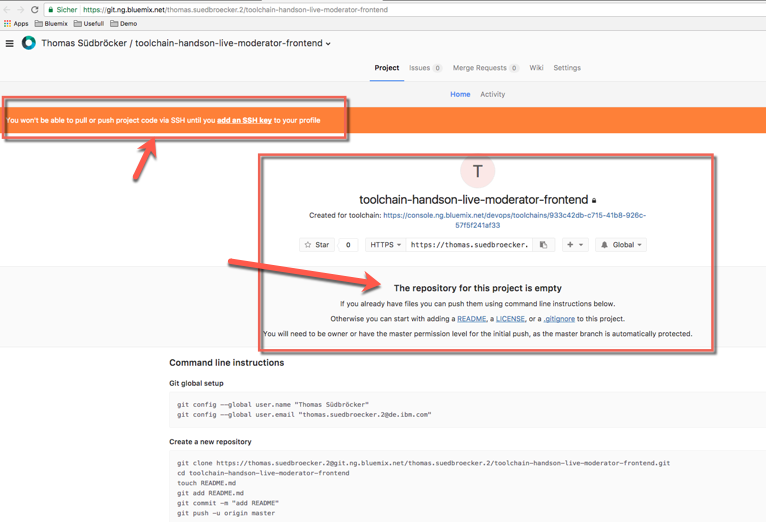 Sicher https://git.ng.bluemix.net/thomas.suedbroecker.2/toolchain-handson-live-moderator-frontend
Apps Bluemix Usefull Demo
Thomas Südbröcker / toolchain-handson-live-moderator-frontend
Project Issues 0 Merge Requests 0 Wiki Settings
Home Activity
You won't be able to pull or push project code via SSH until you add an SSH key to your profile
T
toolchain-handson-live-moderator-frontend
Created for toolchain: https://console.ng.bluemix.net/devops/toolchains/933c42db-c715-41b8-926c-
57f5f241af33
Star 0 HTTPS https://thomas.suedbroecker. + Global
The repository for this project is empty
If you already have files you can push them using command line instructions below.
Otherwise you can start with adding a README, a LICENSE, or a .gitignore to this project.
You will need to be owner or have the master permission level for the initial push, as the master branch is automatically protected.
Command line instructions
Git global setup
git config --global user.name "Thomas Südbröcker"
git config --global user.email "thomas.suedbroecker.2@de.ibm.com"
Create a new repository
git clone https://thomas.suedbroecker.2@git.ng.bluemix.net/thomas.suedbroecker.2/toolchain-handson-live-moderator-frontend.git
cd toolchain-handson-live-moderator-frontend
touch README.md
git add README.md
git commit -m "add README"
git push -u origin master